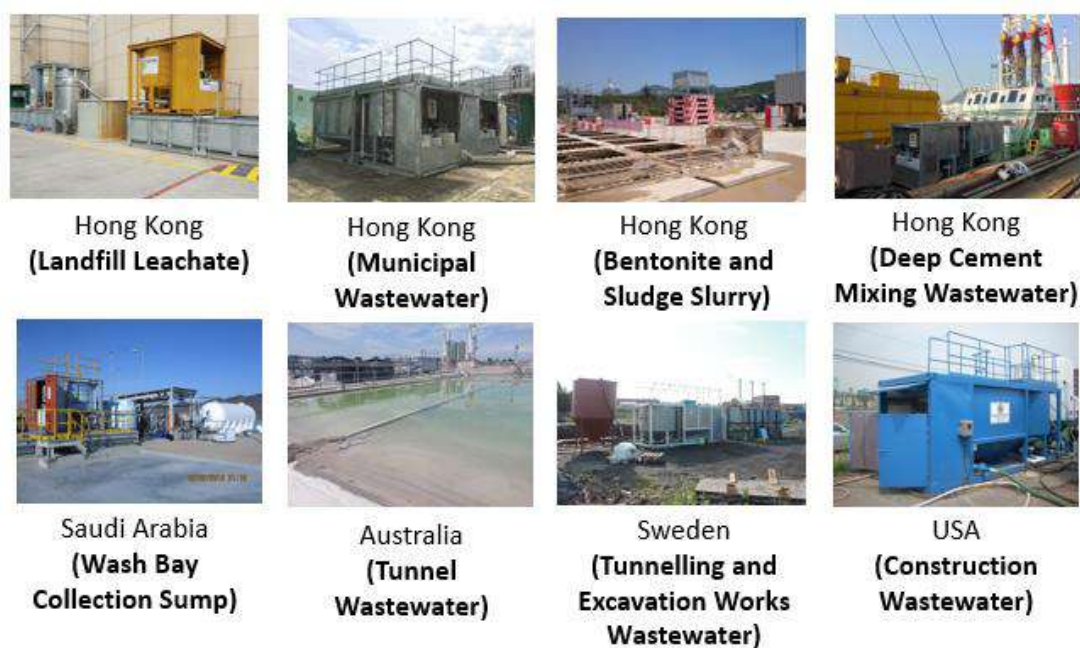 Hong Kong
(Landfill Leachate)
Hong Kong
(Municipal
Wastewater)
Hong Kong
(Bentonite and
Sludge Slurry)
Hong Kong
(Deep Cement
Mixing Wastewater)
Saudi Arabia
(Wash Bay
Collection Sump)
Australia
(Tunnel
Wastewater)
Sweden
(Tunnelling and
Excavation Works
Wastewater)
USA
(Construction
Wastewater)